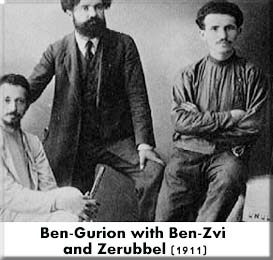 Ben-Gurion with Ben-Zvi
and Zerubbel (1911)